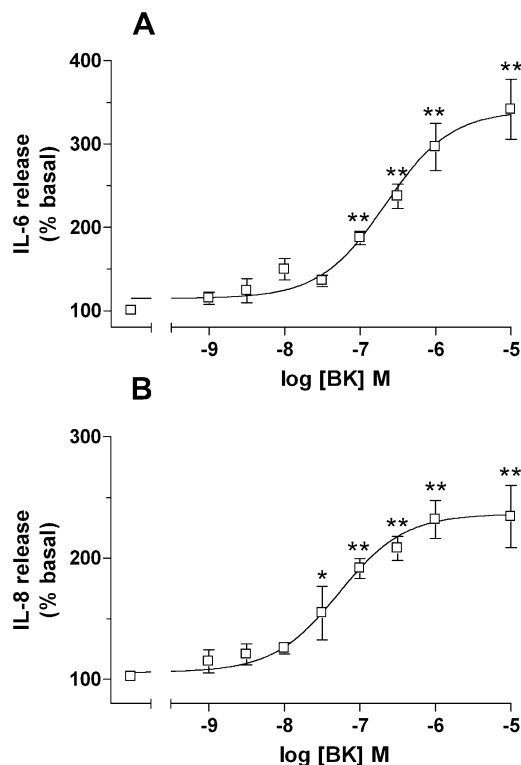 A
IL-6 release
(% basal)
400
300
200
100
**
**
**
**
-9 -8 -7 -6 -5
log [BK] M
B
IL-8 release
(% basal)
300
200
100
*
**
**
**
**
-9 -8 -7 -6 -5
log [BK] M